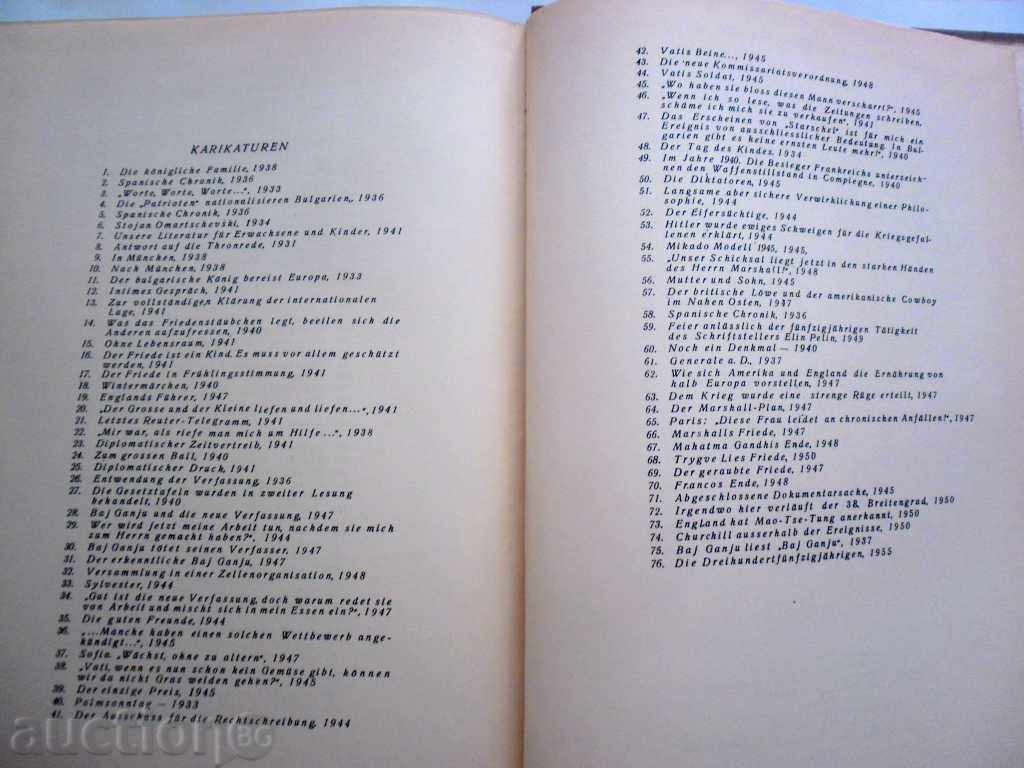 KARIKATUREN
1. Die königliche Familie, 1938
2. Spanische Chronik, 1936
3. „Worte, Worte, Worte...", 1933
4. Die „Patrioten" nationalisieren Bulgarien, 1936
5. Spanische Chronik, 1936
6. Stojan Omartschevski, 1934
7. Unsere Literatur für Erwachsene und Kinder, 1941
8. Antwort auf die Thronrede, 1931
9. In München, 1938
10. Nach München, 1938
11. Der bulgarische König bereist Europa, 1933
12. Intimes Gespräch, 1941
13. Zur vollständigen Klärung der internationalen
Lage, 1941
14. Was das Friedenstäubchen legt, beeilen sich die
Anderen aufzufressen, 1940
15. Ohne Lebensraum, 1941
16. Der Friede ist ein Kind. Es muss vor allem geschützt
werden, 1941
17. Der Friede in Frühlingsstimmung, 1941
18. Wintermärchen, 1940
19. Englands Führer, 1947
20. „Der Grosse und der Kleine liefen und liefen...", 1941
21. Letztes Reuter-Telegramm, 1941
22. „Mir war, als riefe man mich um Hilfe...", 1938
23. Diplomatischer Zeitvertreib, 1941
24. Zum grossen Ball, 1940
25. Diplomatischer Druck, 1941
26. Entwendung der Verfassung, 1936
27. Die Gesetztafeln wurden in zweiter Lesung
behandelt, 1940
28. Baj Ganju und die neue Verfassung, 1947
29. Wer wird jetzt meine Arbeit tun, nachdem sie mich
zum Herrn gemacht haben?", 1944
30. Baj Ganju tötet seinen Verfasser, 1947
31. Der erkenntliche Baj Ganju, 1947
32. Versammlung in einer Zellenorganisation, 1948
33. Sylvester, 1944
34. „Gut ist die neue Verfassung, doch warum redet sie
von Arbeit und mischt sich in mein Essen ein?", 1947
35. Die guten Freunde, 1944
36. „...Manche haben einen solchen Wettbewerb ange-
kündigt...", 1945
37. Sofia „Wächst, ohne zu altern", 1947
38. „Vati, wenn es nun schon kein Gemüse gibt, können
wir da nicht Gras weiden gehen?", 1945
39. Der einzige Preis, 1945
40. Palmsonntag — 1933
41. Der Ausschuss für die Rechtschreibung, 1944
42. Vatis Beine..., 1945
43. Die neue Kommissariatsverordnung, 1948
44. Vatis Soldat, 1945
45. „Wo haben sie bloss diesen Mann verscharrt?", 1945
46. „Wenn ich so lese, was die Zeitungen schreiben,
schäme ich mich sie zu verkaufen", 1941
47. Das Erscheinen von „Starschel" ist für mich ein
Ereignis von ausschliesslicher Bedeutung. In Bul-
garien gibt es keine ernsten Leute mehr!", 1940
48. Der Tag des Kindes, 1934
49. Im Jahre 1940. Die Besieger Frankreichs unterzeich-
nen den Waffenstillstand in Compiegne, 1940
50. Die Diktatoren, 1945
51. Langsame aber sichere Verwirklichung einer Philo-
sophie, 1944
52. Der Eifersüchtige, 1944
53. Hitler wurde ewiges Schweigen für die Kriegsgefal-
lenen erklärt, 1944
54. Mikado Modell 1945, 1945,
55. „Unser Schicksal liegt jetzt in den starken Händen
des Herrn Marshall!", 1948
56. Mutter und Sohn, 1945
57. Der britische Löwe und der amerikanische Cowboy
im Nahen Osten, 1937
58. Spanische Chronik, 1936
59. Feier anlässlich der fünfzigjährigen Tätigkeit
des Schriftstellers Elin Pelin, 1949
60. Noch ein Denkmal — 1940
61. Generale a. D., 1937
62. Wie sich Amerika und England die Ernährung von
halb Europa vorstellen, 1947
63. Dem Krieg wurde eine strenge Rüge erteilt, 1947
64. Der Marshall-Plan, 1947
65. Paris: „Diese Frau leidet an chronischen Anfällen!", 1947
66. Marshalls Friede, 1947
67. Mahatma Gandhis Ende, 1948
68. Trygve Lies Friede, 1950
69. Der geraubte Friede, 1947
70. Francos Ende, 1948
71. Abgeschlossene Dokumentarsache, 1945
72. Irgendwo hier verläuft der 38. Breitengrad, 1950
73. England hat Mao-Tse-Tung anerkannt, 1950
74. Churchill ausserhalb der Ereignisse, 1950
75. Baj Ganju liest „Baj Ganju", 1937
76. Die Dreihundertfünfzigjährigen, 1955
auctionBG